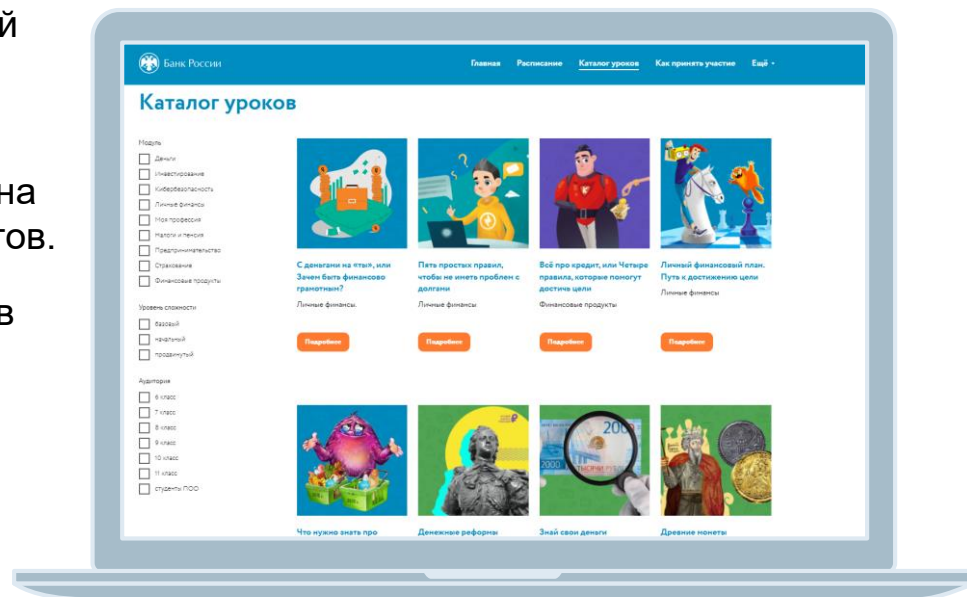 й
на
тов.
в
Банк России
Главная Расписание Каталог уроков Как принять участие Ещё
Каталог уроков
Модуль
Деньги
Инвестирование
Кибербезопасность
Личные финансы
Моя профессия
Налоги и пенсия
Предпринимательство
Страхование
Финансовые продукты
Уровень сложности
базовый
начальный
продвинутый
Аудитория
6 класс
7 класс
8 класс
9 класс
10 класс
11 класс
студенты ПОО
С деньгами на «ты», или
Зачем быть финансово
грамотным?
Личные финансы.
Подробнее
Пять простых правил,
чтобы не иметь проблем с
долгами
Личные финансы
Подробнее
Всё про кредит, или Четыре
правила, которые помогут
достичь цели
Финансовые продукты
Подробнее
Личный финансовый план.
Путь к достижению цели
Личные финансы
Подробнее
200
2000
Что нужно знать про
Денежные реформы
Знай свои деньги
Древние монеты